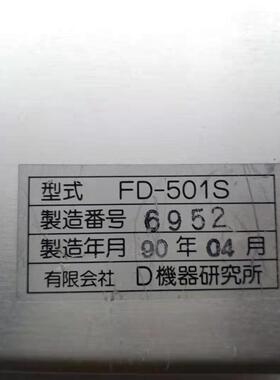 型式 FD-501S
製造番号 6952
製造年月 90 年 04 月
有限会社 D機器研究所